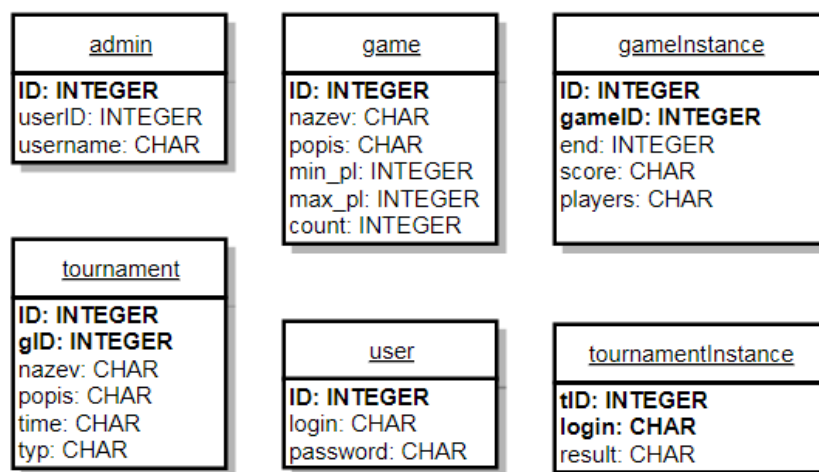 admin
ID: INTEGER
userID: INTEGER
username: CHAR
game
ID: INTEGER
nazev: CHAR
popis: CHAR
min_pl: INTEGER
max_pl: INTEGER
count: INTEGER
gameInstance
ID: INTEGER
gameID: INTEGER
end: INTEGER
score: CHAR
players: CHAR
tournament
ID: INTEGER
gID: INTEGER
nazev: CHAR
popis: CHAR
time: CHAR
typ: CHAR
user
ID: INTEGER
login: CHAR
password: CHAR
tournamentInstance
tID: INTEGER
login: CHAR
result: CHAR